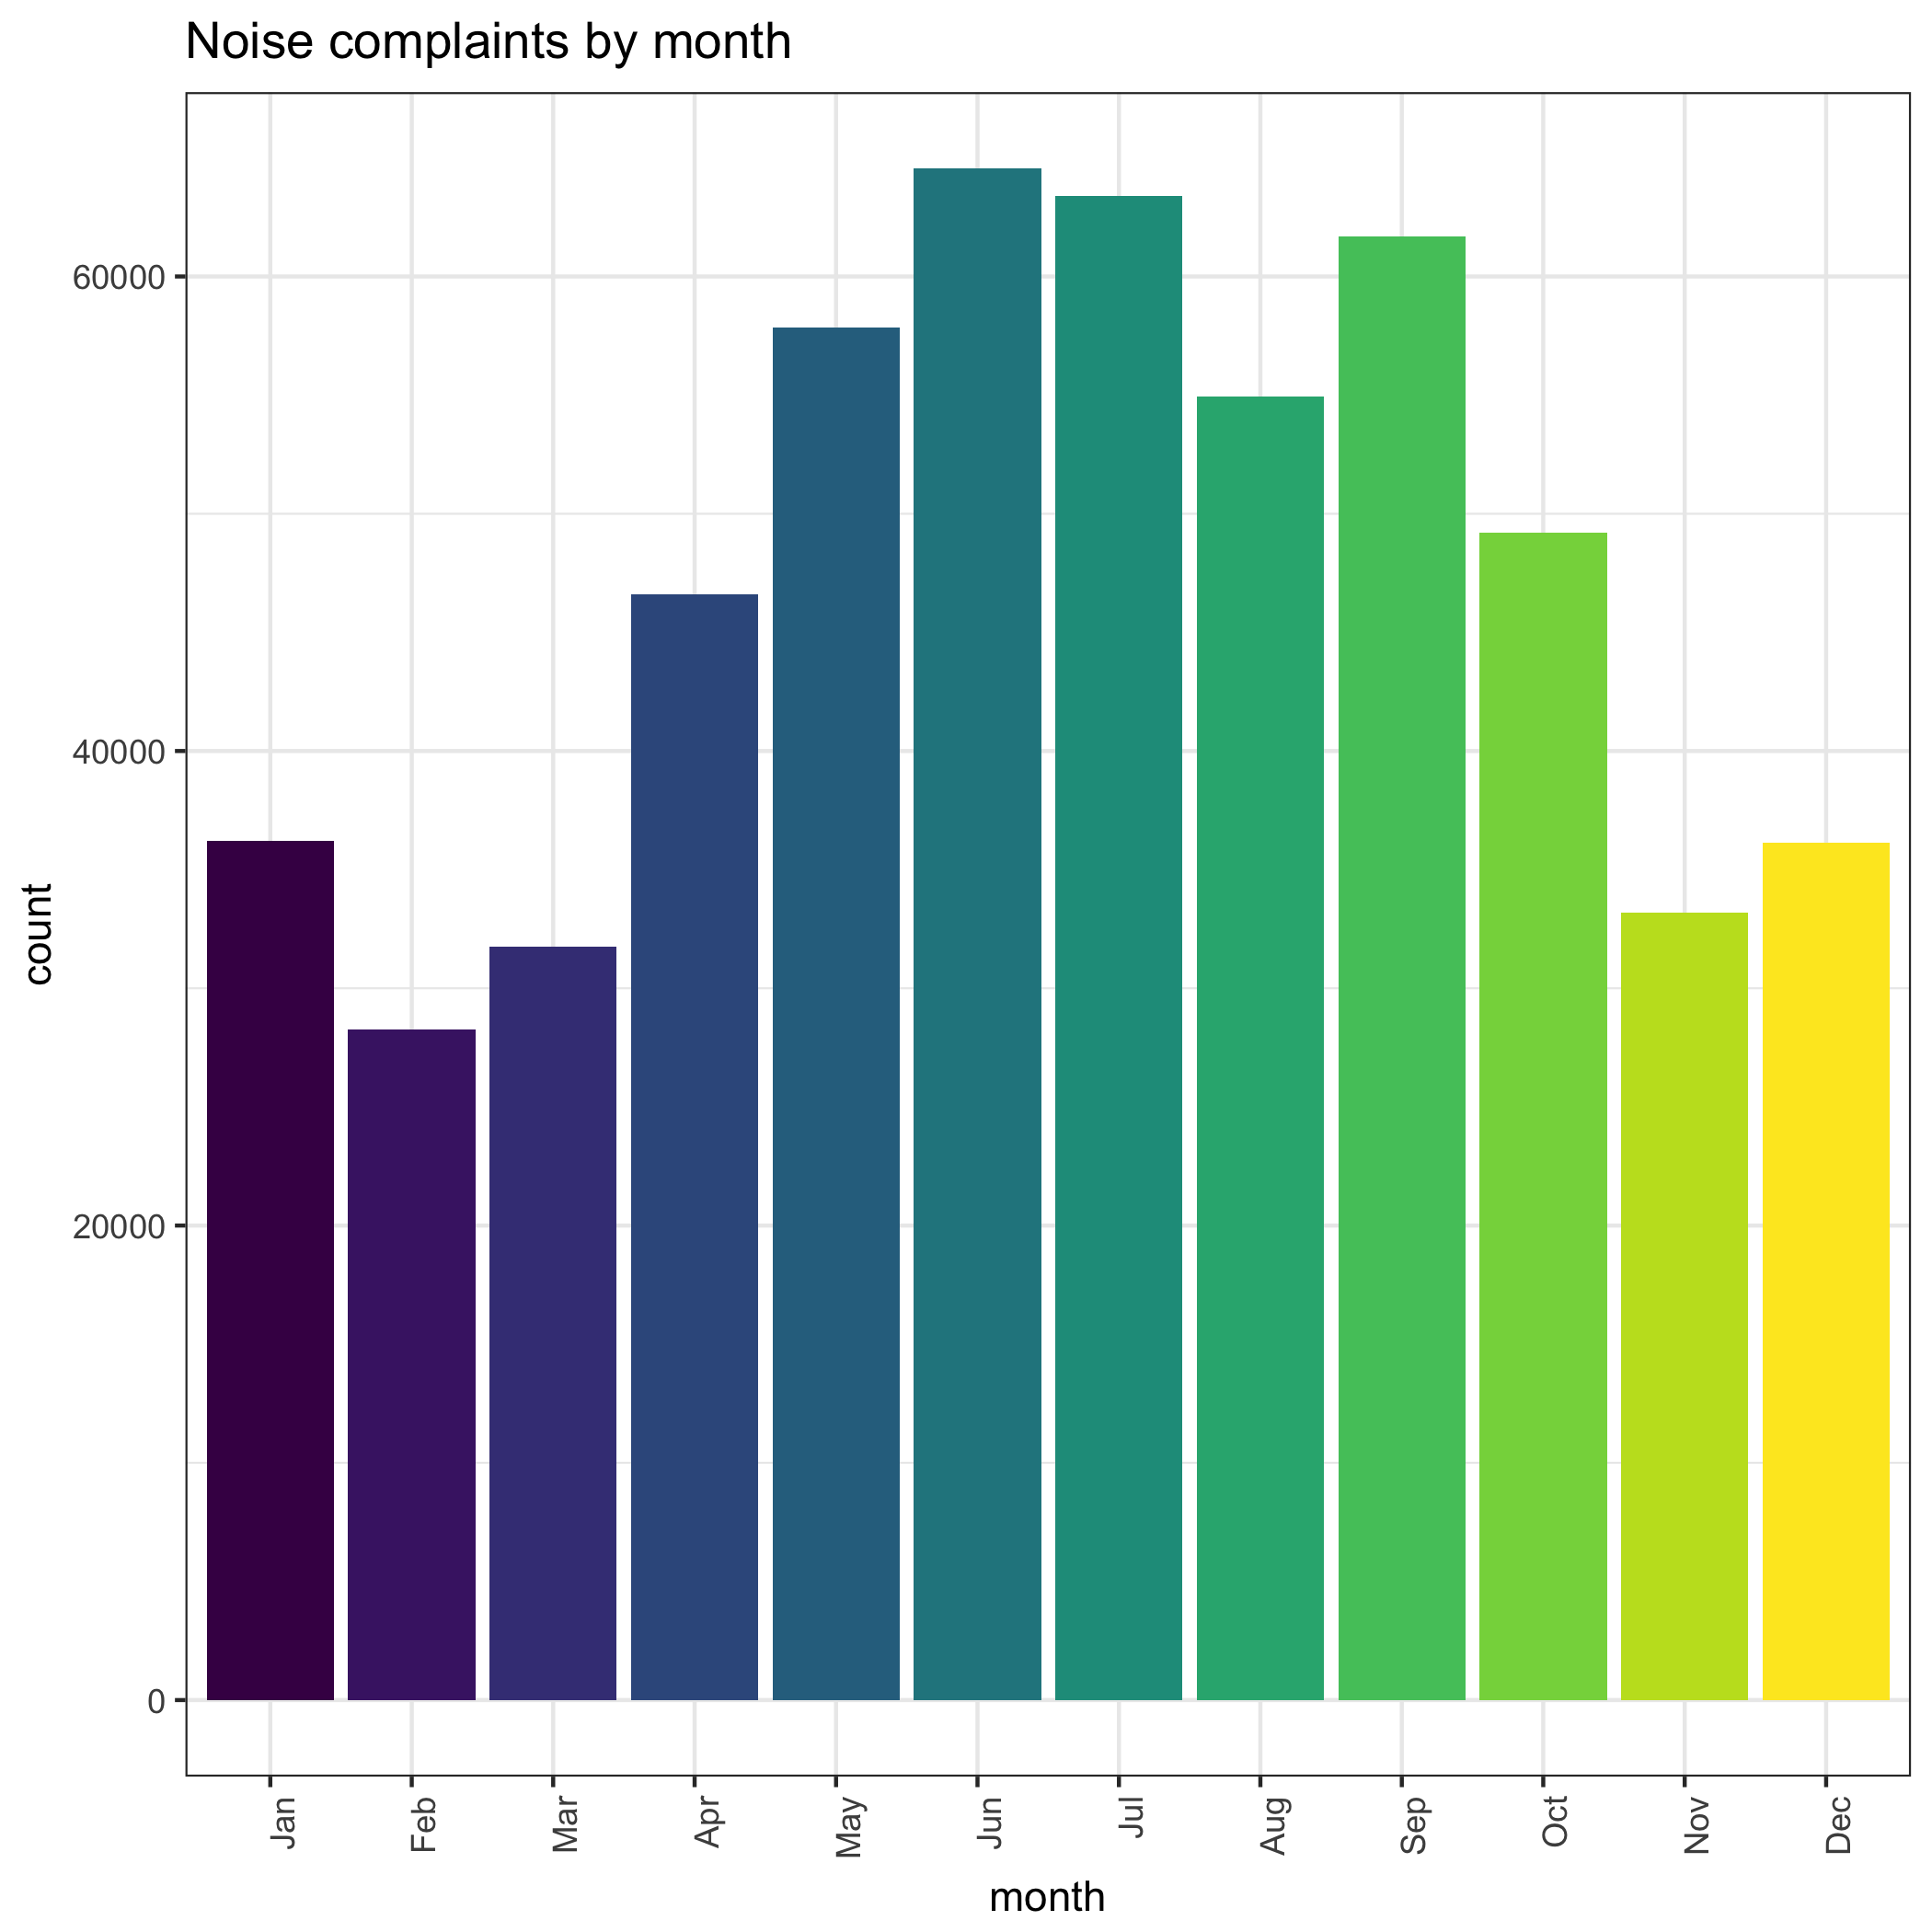 Noise complaints by month
60000
40000
20000
0
count
Jan
Feb
Mar
Apr
May
Jun
Jul
Aug
Sep
Oct
Nov
Dec
month